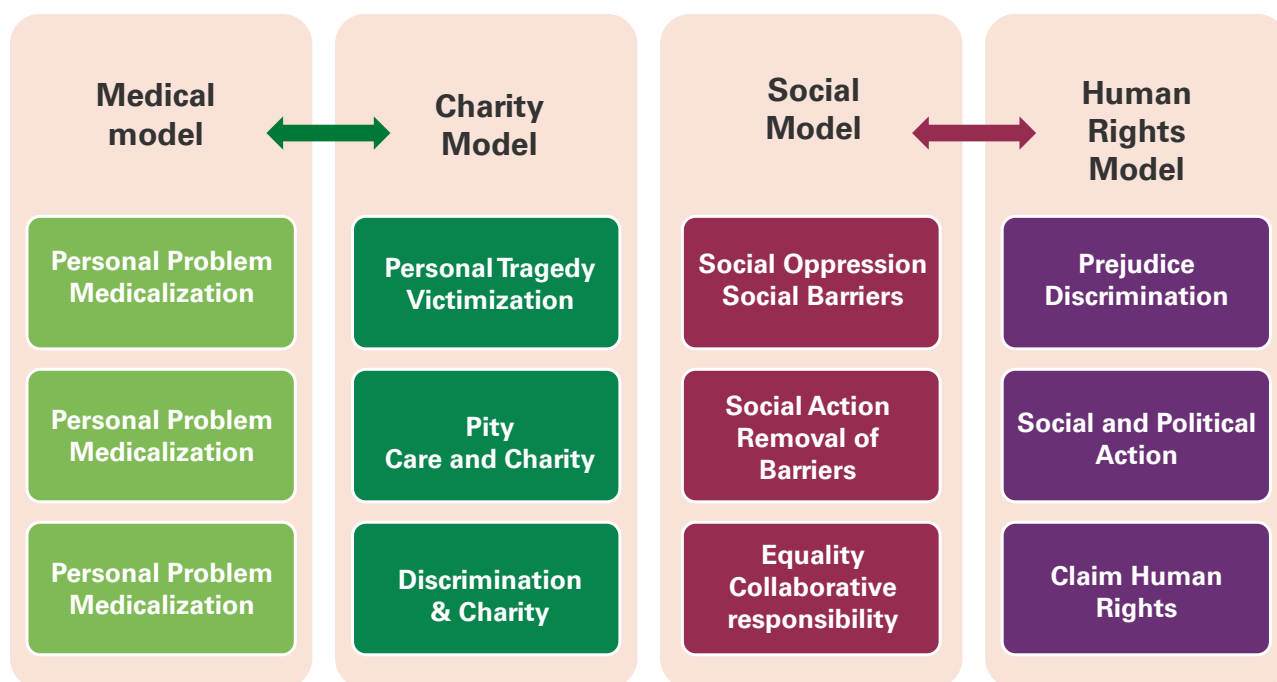 Medical
model
Charity
Model
Social
Model
Human
Rights
Model
Personal Problem
Medicalization
Personal Tragedy
Victimization
Social Oppression
Social Barriers
Prejudice
Discrimination
Personal Problem
Medicalization
Pity
Care and Charity
Social Action
Removal of
Barriers
Social and Political
Action
Personal Problem
Medicalization
Discrimination
& Charity
Equality
Collaborative
responsibility
Claim Human
Rights